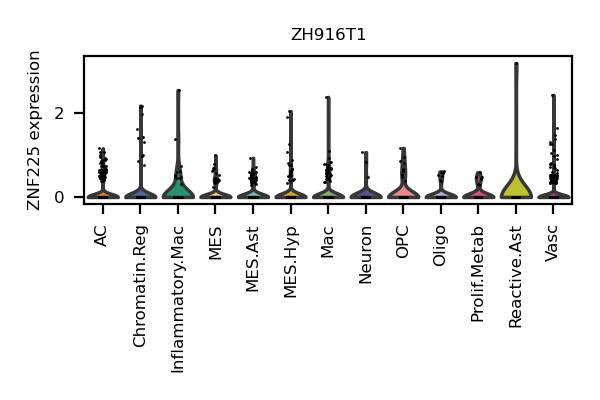 ZH916T1
ZNF225 expression
2
0
AC
Chromatin.Reg
Inflammatory.Mac
MES
MES.Ast
MES.Hyp
Mac
Neuron
OPC
Oligo
Prolif.Metab
Reactive.Ast
Vasc